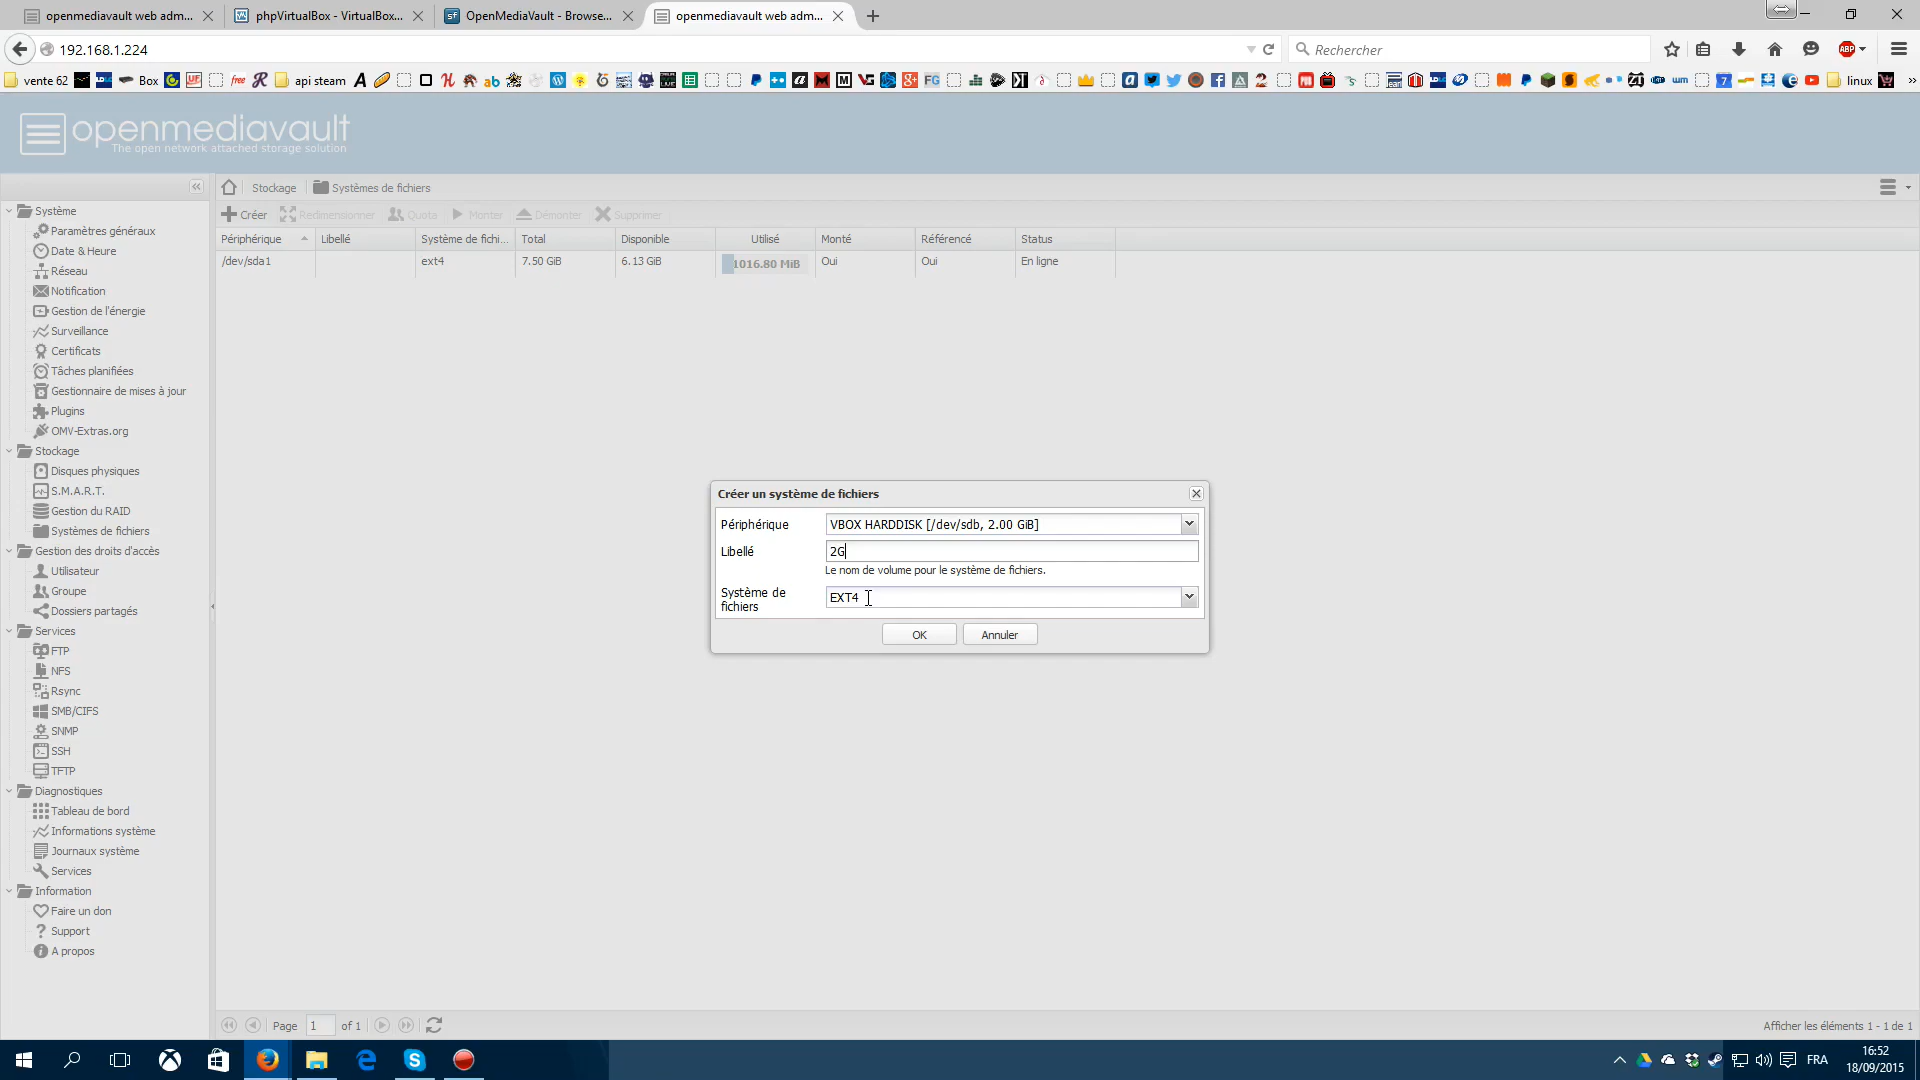 openmediavault web adm...
phpVirtualBox - VirtualBox...
OpenMediaVault - Browse...
openmediavault web adm...
192.168.1.224
Rechercher
ABP
vente 62
Box
free
api steam
linux
openmediavault
The open network attached storage solution
Stockage
Systèmes de fichiers
Créer
Redimensionner
Quota
Monter
Démonter
Supprimer
Périphérique
Libellé
Système de fichi...
Total
Disponible
Utilisé
Monté
Référencé
Status
/dev/sda1
ext4
7.50 GiB
6.13 GiB
1016.80 MiB
Oui
Oui
En ligne
Système
Paramètres généraux
Date & Heure
Réseau
Notification
Gestion de l'énergie
Surveillance
Certificats
Tâches planifiées
Gestionnaire de mises à jour
Plugins
OMV-Extras.org
Stockage
Disques physiques
S.M.A.R.T.
Gestion du RAID
Systèmes de fichiers
Gestion des droits d'accès
Utilisateur
Groupe
Dossiers partagés
Services
FTP
NFS
Rsync
SMB/CIFS
SNMP
SSH
TFTP
Diagnostiques
Tableau de bord
Informations système
Journaux système
Services
Information
Faire un don
Support
A propos
Créer un système de fichiers
Périphérique
VBOX HARDDISK [/dev/sdb, 2.00 GiB]
Libellé
2G
Le nom de volume pour le système de fichiers.
Système de
fichiers
EXT4
OK
Annuler
Page
1
of 1
Afficher les éléments 1 - 1 de 1
FRA
16:52
18/09/2015